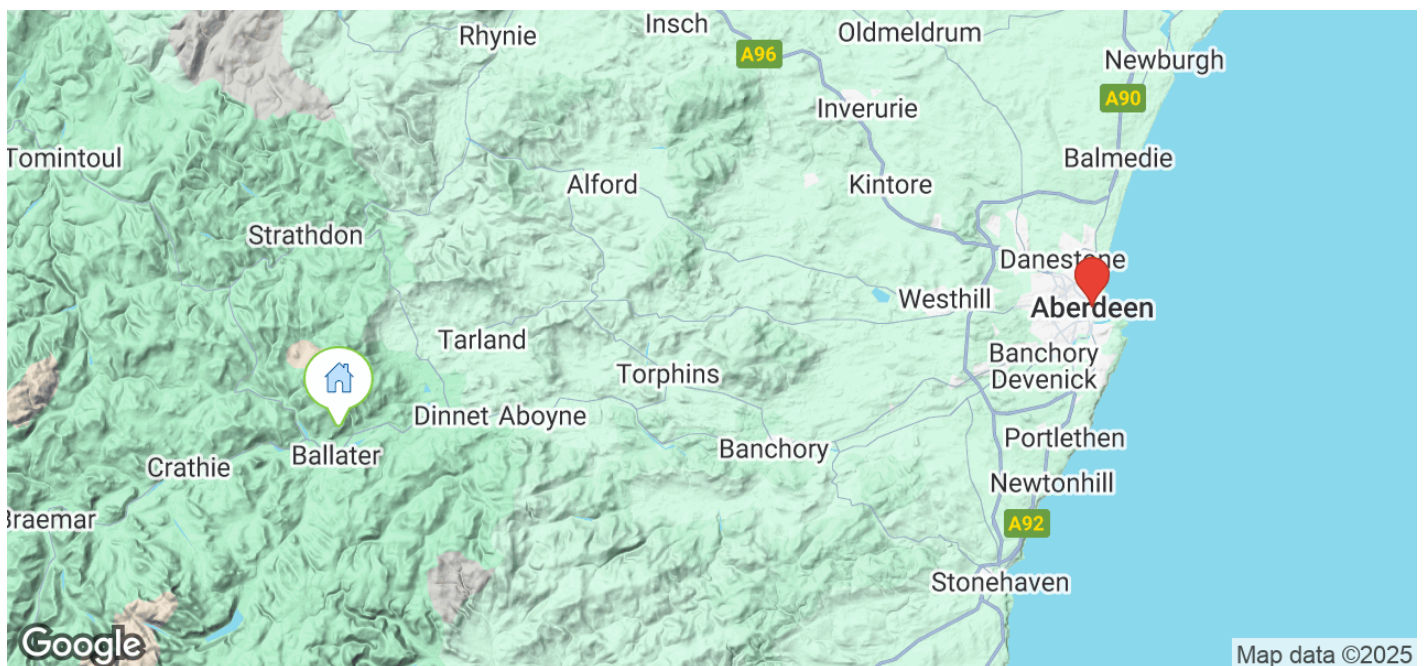 Rhynie
Insch
Oldmeldrum
A96
Newburgh
A90
Inverurie
Tomintoul
Balmedie
Alford
Kintore
Strathdon
Danestone
Westhill
Aberdeen
Tarland
Banchory
Devenick
Torphins
Dinnet Aboyne
Portlethen
Ballater
Banchory
Crathie
Newtonhill
Braemar
A92
Stonehaven
Google
Map data ©2025